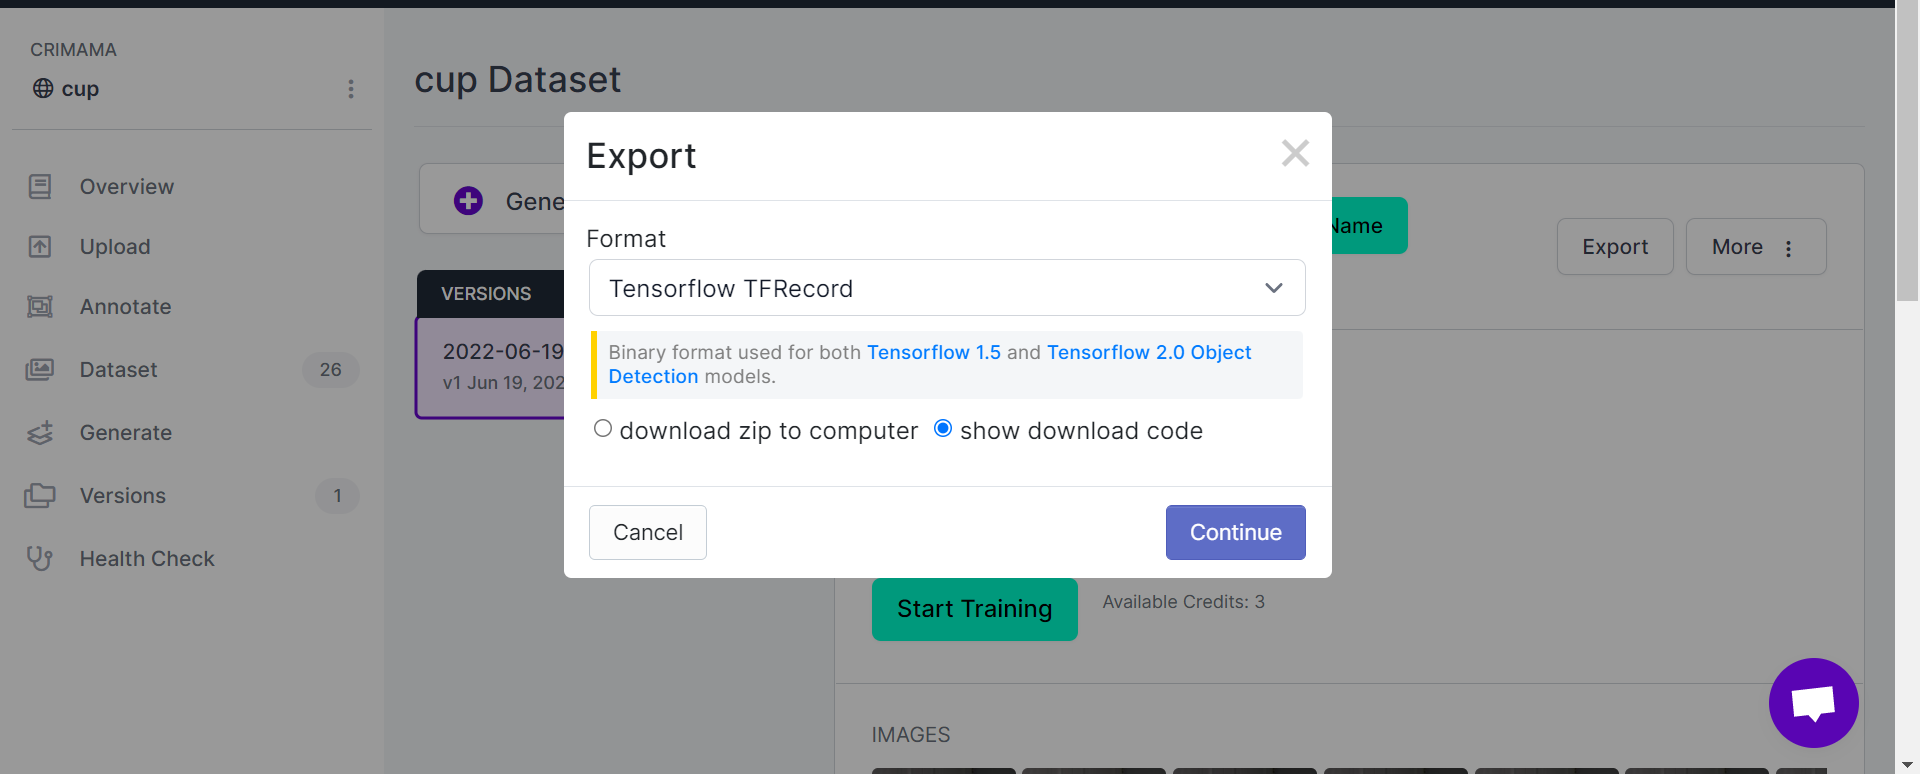 CRIMAMA
cup
Overview
Upload
Annotate
Dataset 26
Generate
Versions 1
Health Check
cup Dataset
Gene
Name
Export
More
VERSIONS
2022-06-19
v1 Jun 19, 202
Export
Format
Tensorflow TFRecord
Binary format used for both Tensorflow 1.5 and Tensorflow 2.0 Object
Detection models.
download zip to computer show download code
Cancel
Continue
Start Training
Available Credits: 3
IMAGES